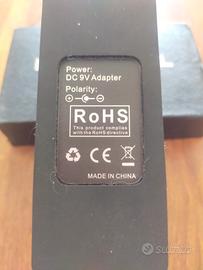 Power:
DC 9V Adapter
Polarity:
RoHS
This product complies
with the RoHS Directive
CE
MADE IN CHINA
Subito